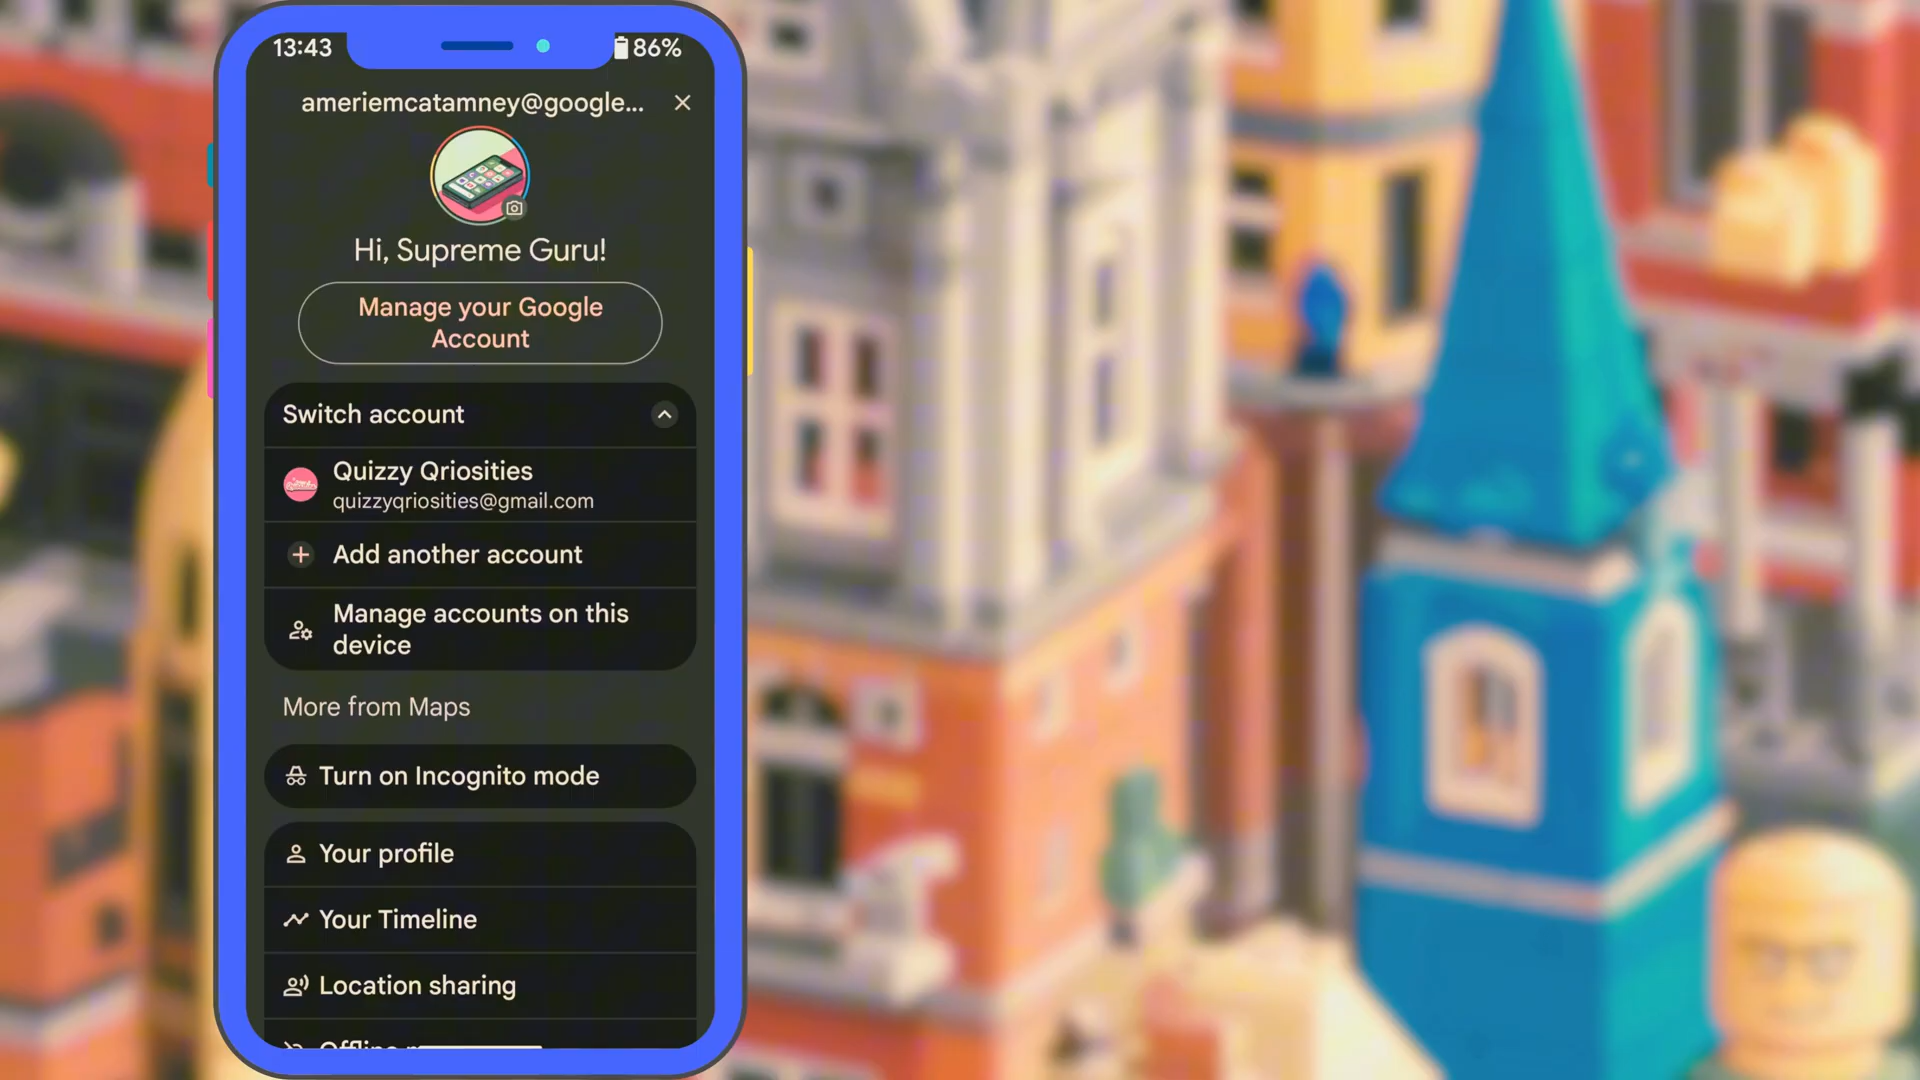 13:43
86%
ameriemcatamney@google...
Hi, Supreme Guru!
Manage your Google
Account
Switch account
Quizzy Qriosities
quizzyqriosities@gmail.com
Add another account
Manage accounts on this
device
More from Maps
Turn on Incognito mode
Your profile
Your Timeline
Location sharing